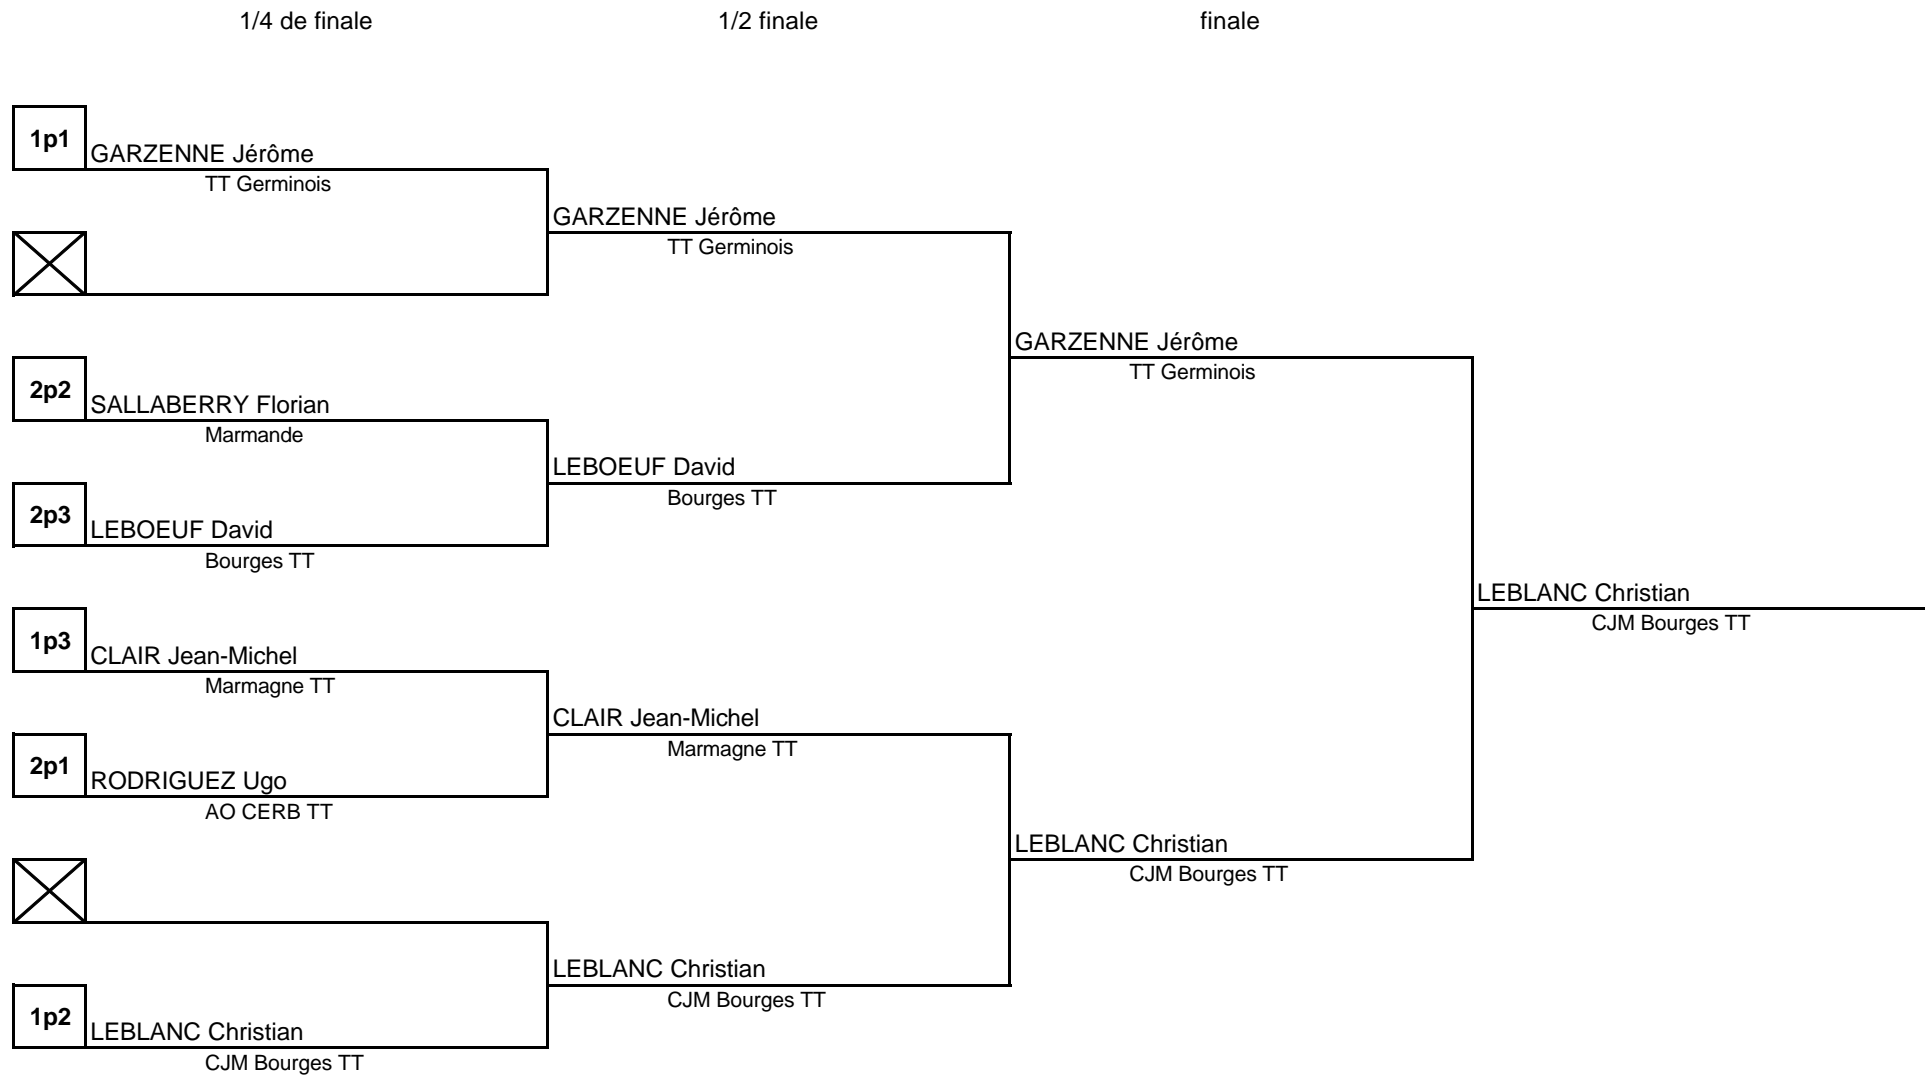 1/4 de finale
1/2 finale
finale
1p1
GARZENNE Jérôme
TT Germinois
GARZENNE Jérôme
TT Germinois
GARZENNE Jérôme
TT Germinois
2p2
SALLABERRY Florian
Marmande
LEBOEUF David
Bourges TT
2p3
LEBOEUF David
Bourges TT
LEBLANC Christian
CJM Bourges TT
1p3
CLAIR Jean-Michel
Marmagne TT
CLAIR Jean-Michel
Marmagne TT
2p1
RODRIGUEZ Ugo
AO CERB TT
LEBLANC Christian
CJM Bourges TT
LEBLANC Christian
CJM Bourges TT
1p2
LEBLANC Christian
CJM Bourges TT